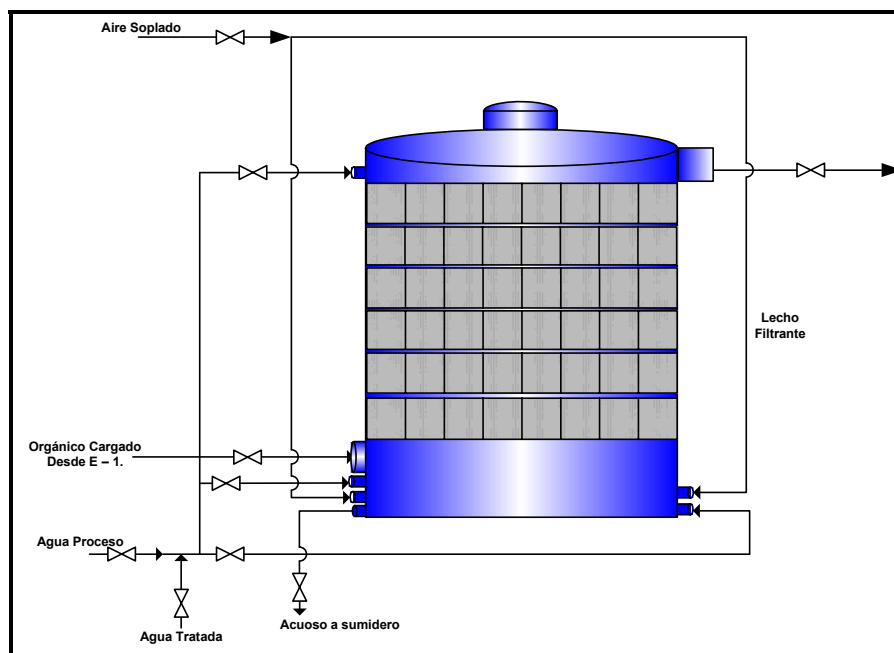 Aire Soplado
Lecho
Filtrante
Orgánico Cargado
Desde E – 1.
Agua Proceso
Acuoso a sumidero
Agua Tratada